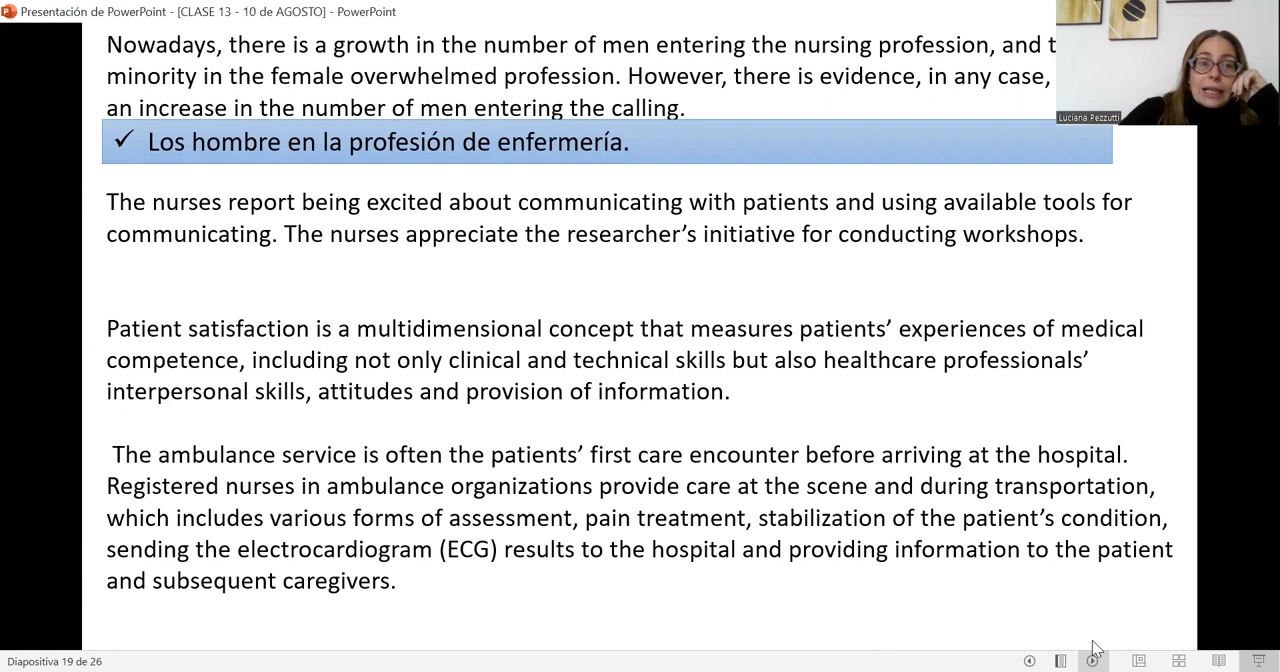 Presentación de PowerPoint - [CLASE 13 - 10 de AGOSTO] - PowerPoint
Nowadays, there is a growth in the number of men entering the nursing profession, and t
minority in the female overwhelmed profession. However, there is evidence, in any case,
an increase in the number of men entering the calling.
Luciana Pezzutti
✓ Los hombre en la profesión de enfermería.
The nurses report being excited about communicating with patients and using available tools for
communicating. The nurses appreciate the researcher’s initiative for conducting workshops.
Patient satisfaction is a multidimensional concept that measures patients’ experiences of medical
competence, including not only clinical and technical skills but also healthcare professionals’
interpersonal skills, attitudes and provision of information.
The ambulance service is often the patients’ first care encounter before arriving at the hospital.
Registered nurses in ambulance organizations provide care at the scene and during transportation,
which includes various forms of assessment, pain treatment, stabilization of the patient’s condition,
sending the electrocardiogram (ECG) results to the hospital and providing information to the patient
and subsequent caregivers.
Diapositiva 19 de 26